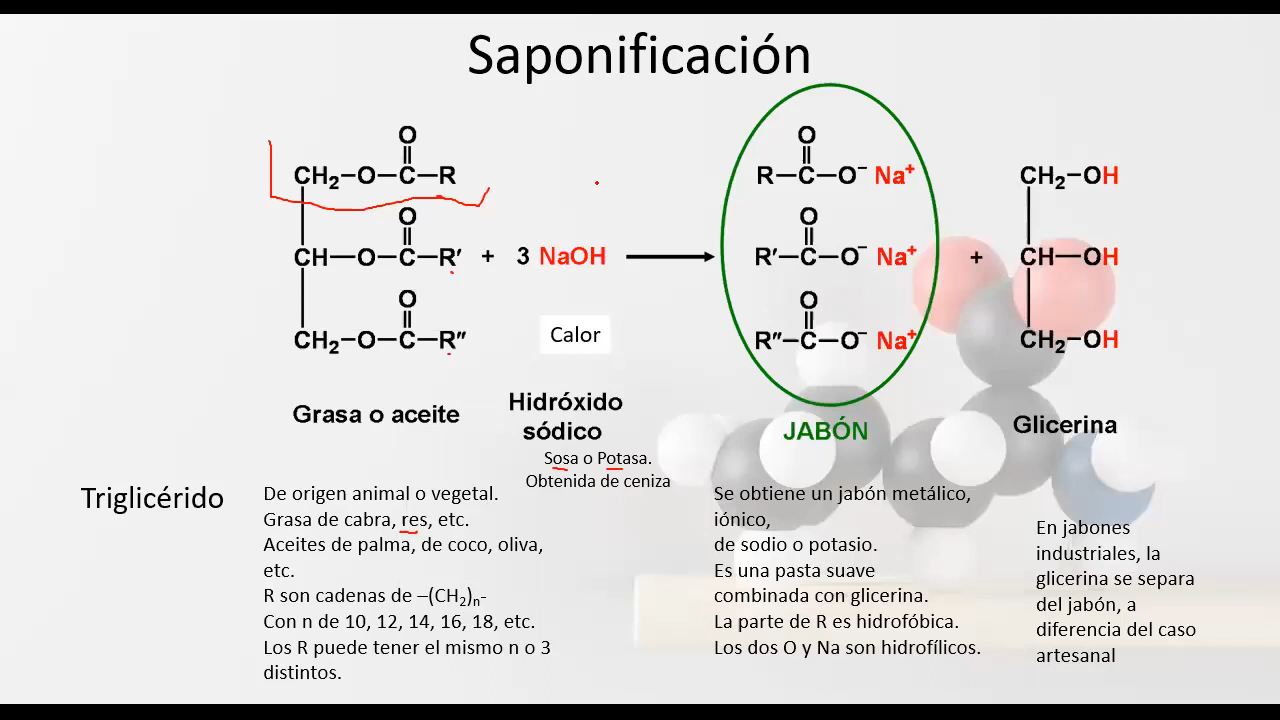 Saponificación
O
CH₂–O–C–R
O
CH–O–C–R′
O
CH₂–O–C–R″
+ 3 NaOH
Calor
O
R–C–O⁻ Na⁺
O
R′–C–O⁻ Na⁺
O
R″–C–O⁻ Na⁺
+
CH₂–OH
CH–OH
CH₂–OH
Grasa o aceite
Hidróxido
sódico
Sosa o Potasa.
Obtenida de ceniza
JABÓN
Glicerina
Triglicérido
De origen animal o vegetal.
Grasa de cabra, res, etc.
Aceites de palma, de coco, oliva,
etc.
R son cadenas de –(CH₂)ₙ-
Con n de 10, 12, 14, 16, 18, etc.
Los R puede tener el mismo n o 3
distintos.
Se obtiene un jabón metálico,
iónico,
de sodio o potasio.
Es una pasta suave
combinada con glicerina.
La parte de R es hidrofóbica.
Los dos O y Na son hidrofílicos.
En jabones
industriales, la
glicerina se separa
del jabón, a
diferencia del caso
artesanal